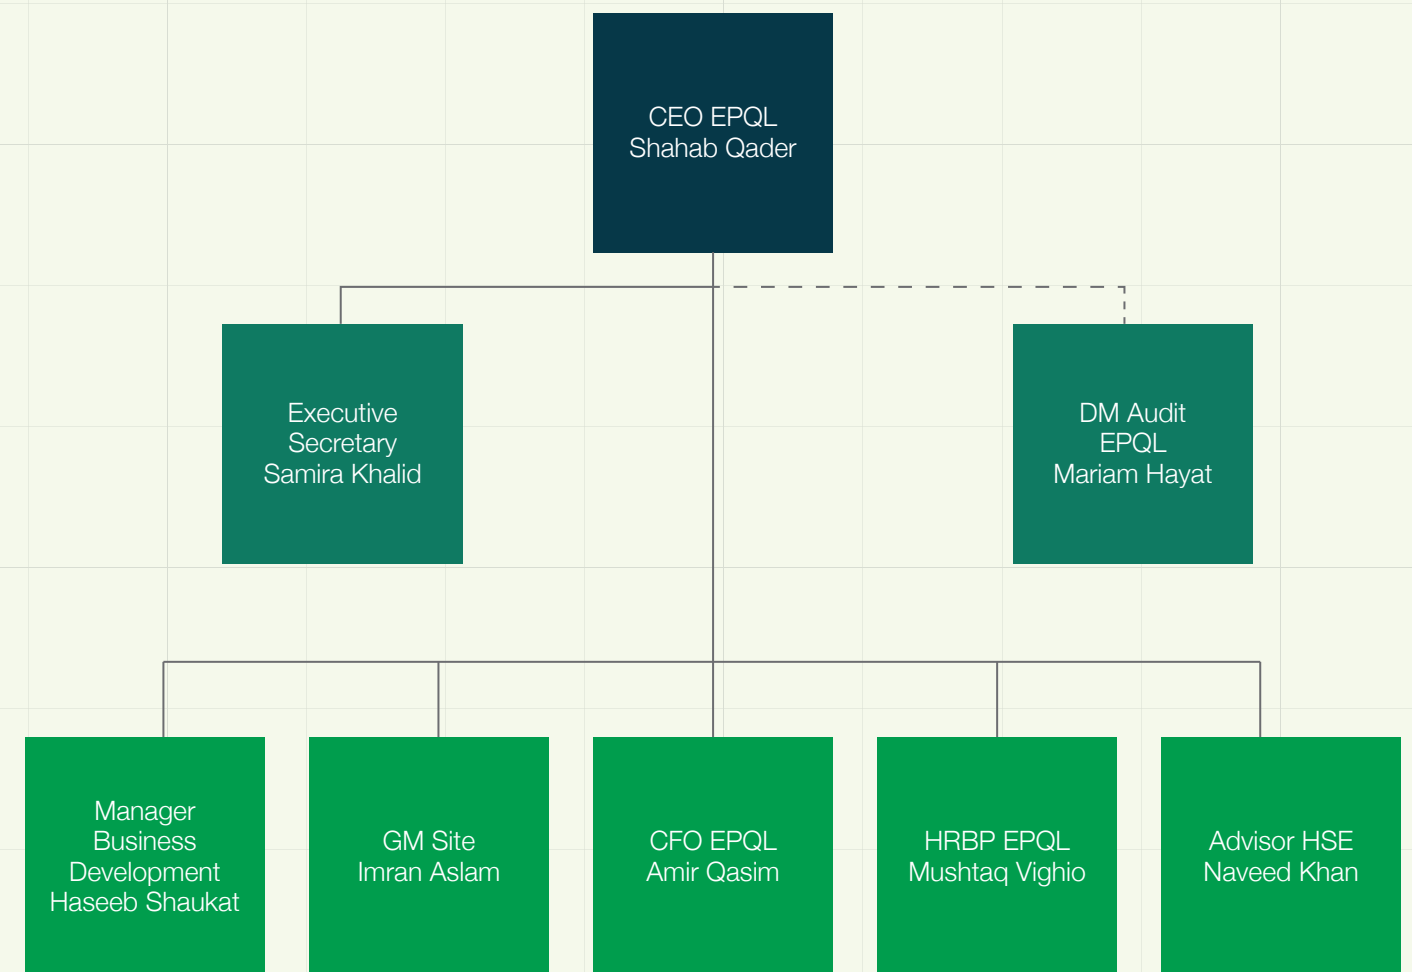 CEO EPQL
Shahab Qader
Executive
Secretary
Samira Khalid
DM Audit
EPQL
Mariam Hayat
Manager
Business
Development
Haseeb Shaukat
GM Site
Imran Aslam
CFO EPQL
Amir Qasim
HRBP EPQL
Mushtaq Vighio
Advisor HSE
Naveed Khan